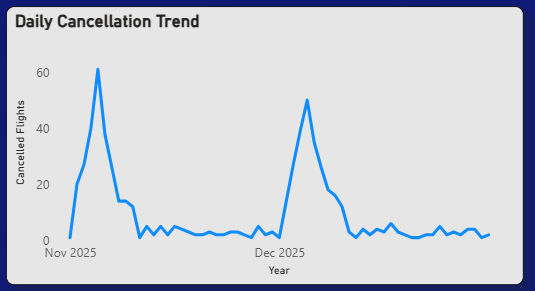 Daily Cancellation Trend
60
40
20
0
Cancelled Flights
Nov 2025
Dec 2025
Year